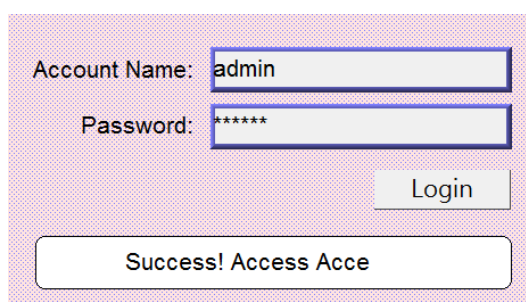 Account Name: admin
Password: ******
Login
Success! Access Acce